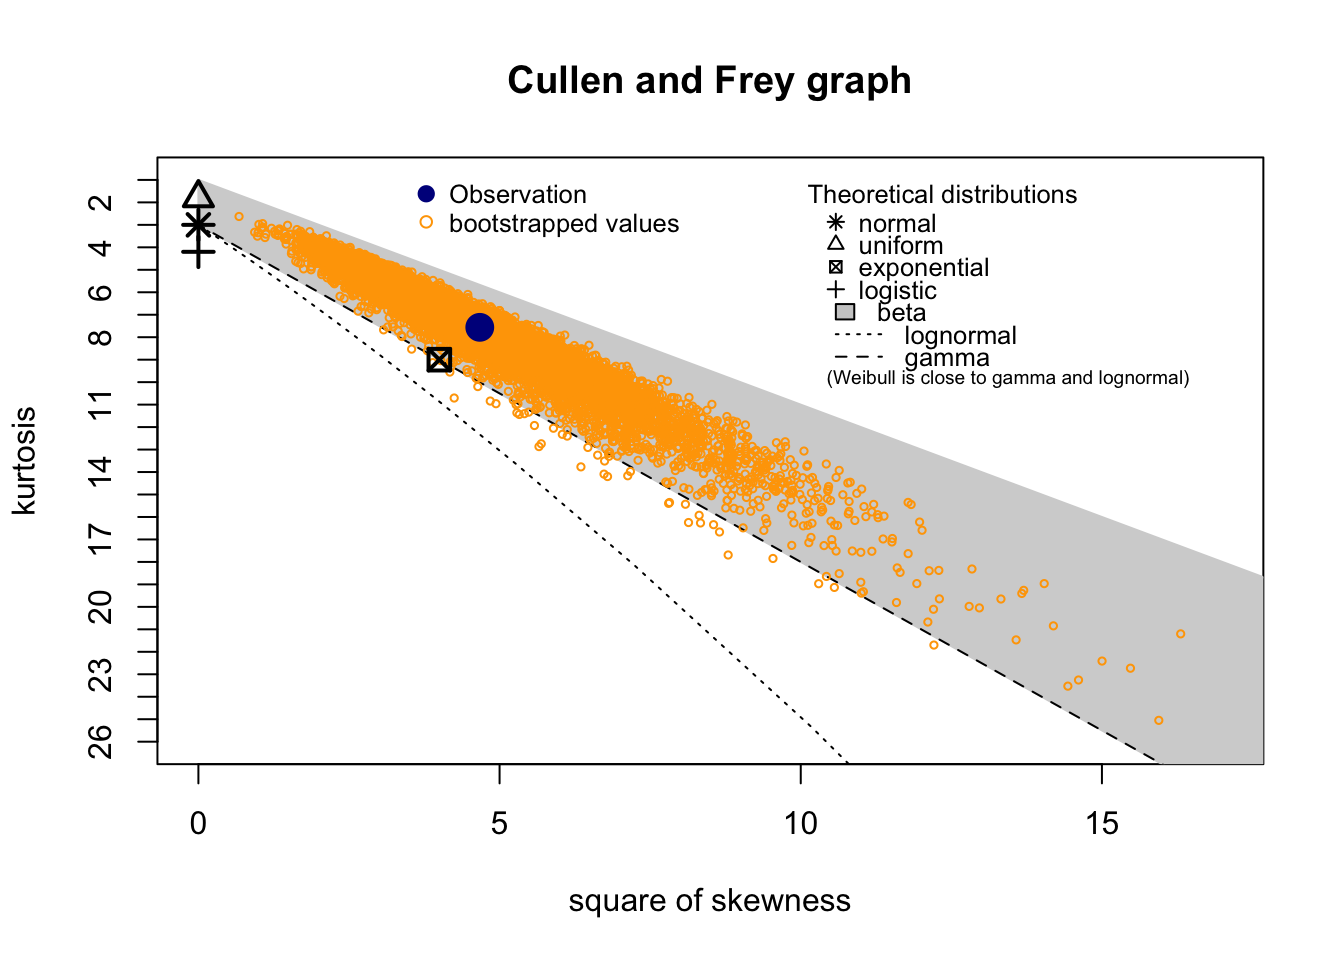 Cullen and Frey graph
Observation
bootstrapped values
Theoretical distributions
normal
uniform
exponential
logistic
beta
lognormal
gamma
(Weibull is close to gamma and lognormal)
kurtosis
2
4
6
8
11
14
17
20
23
26
0 5 10 15
square of skewness